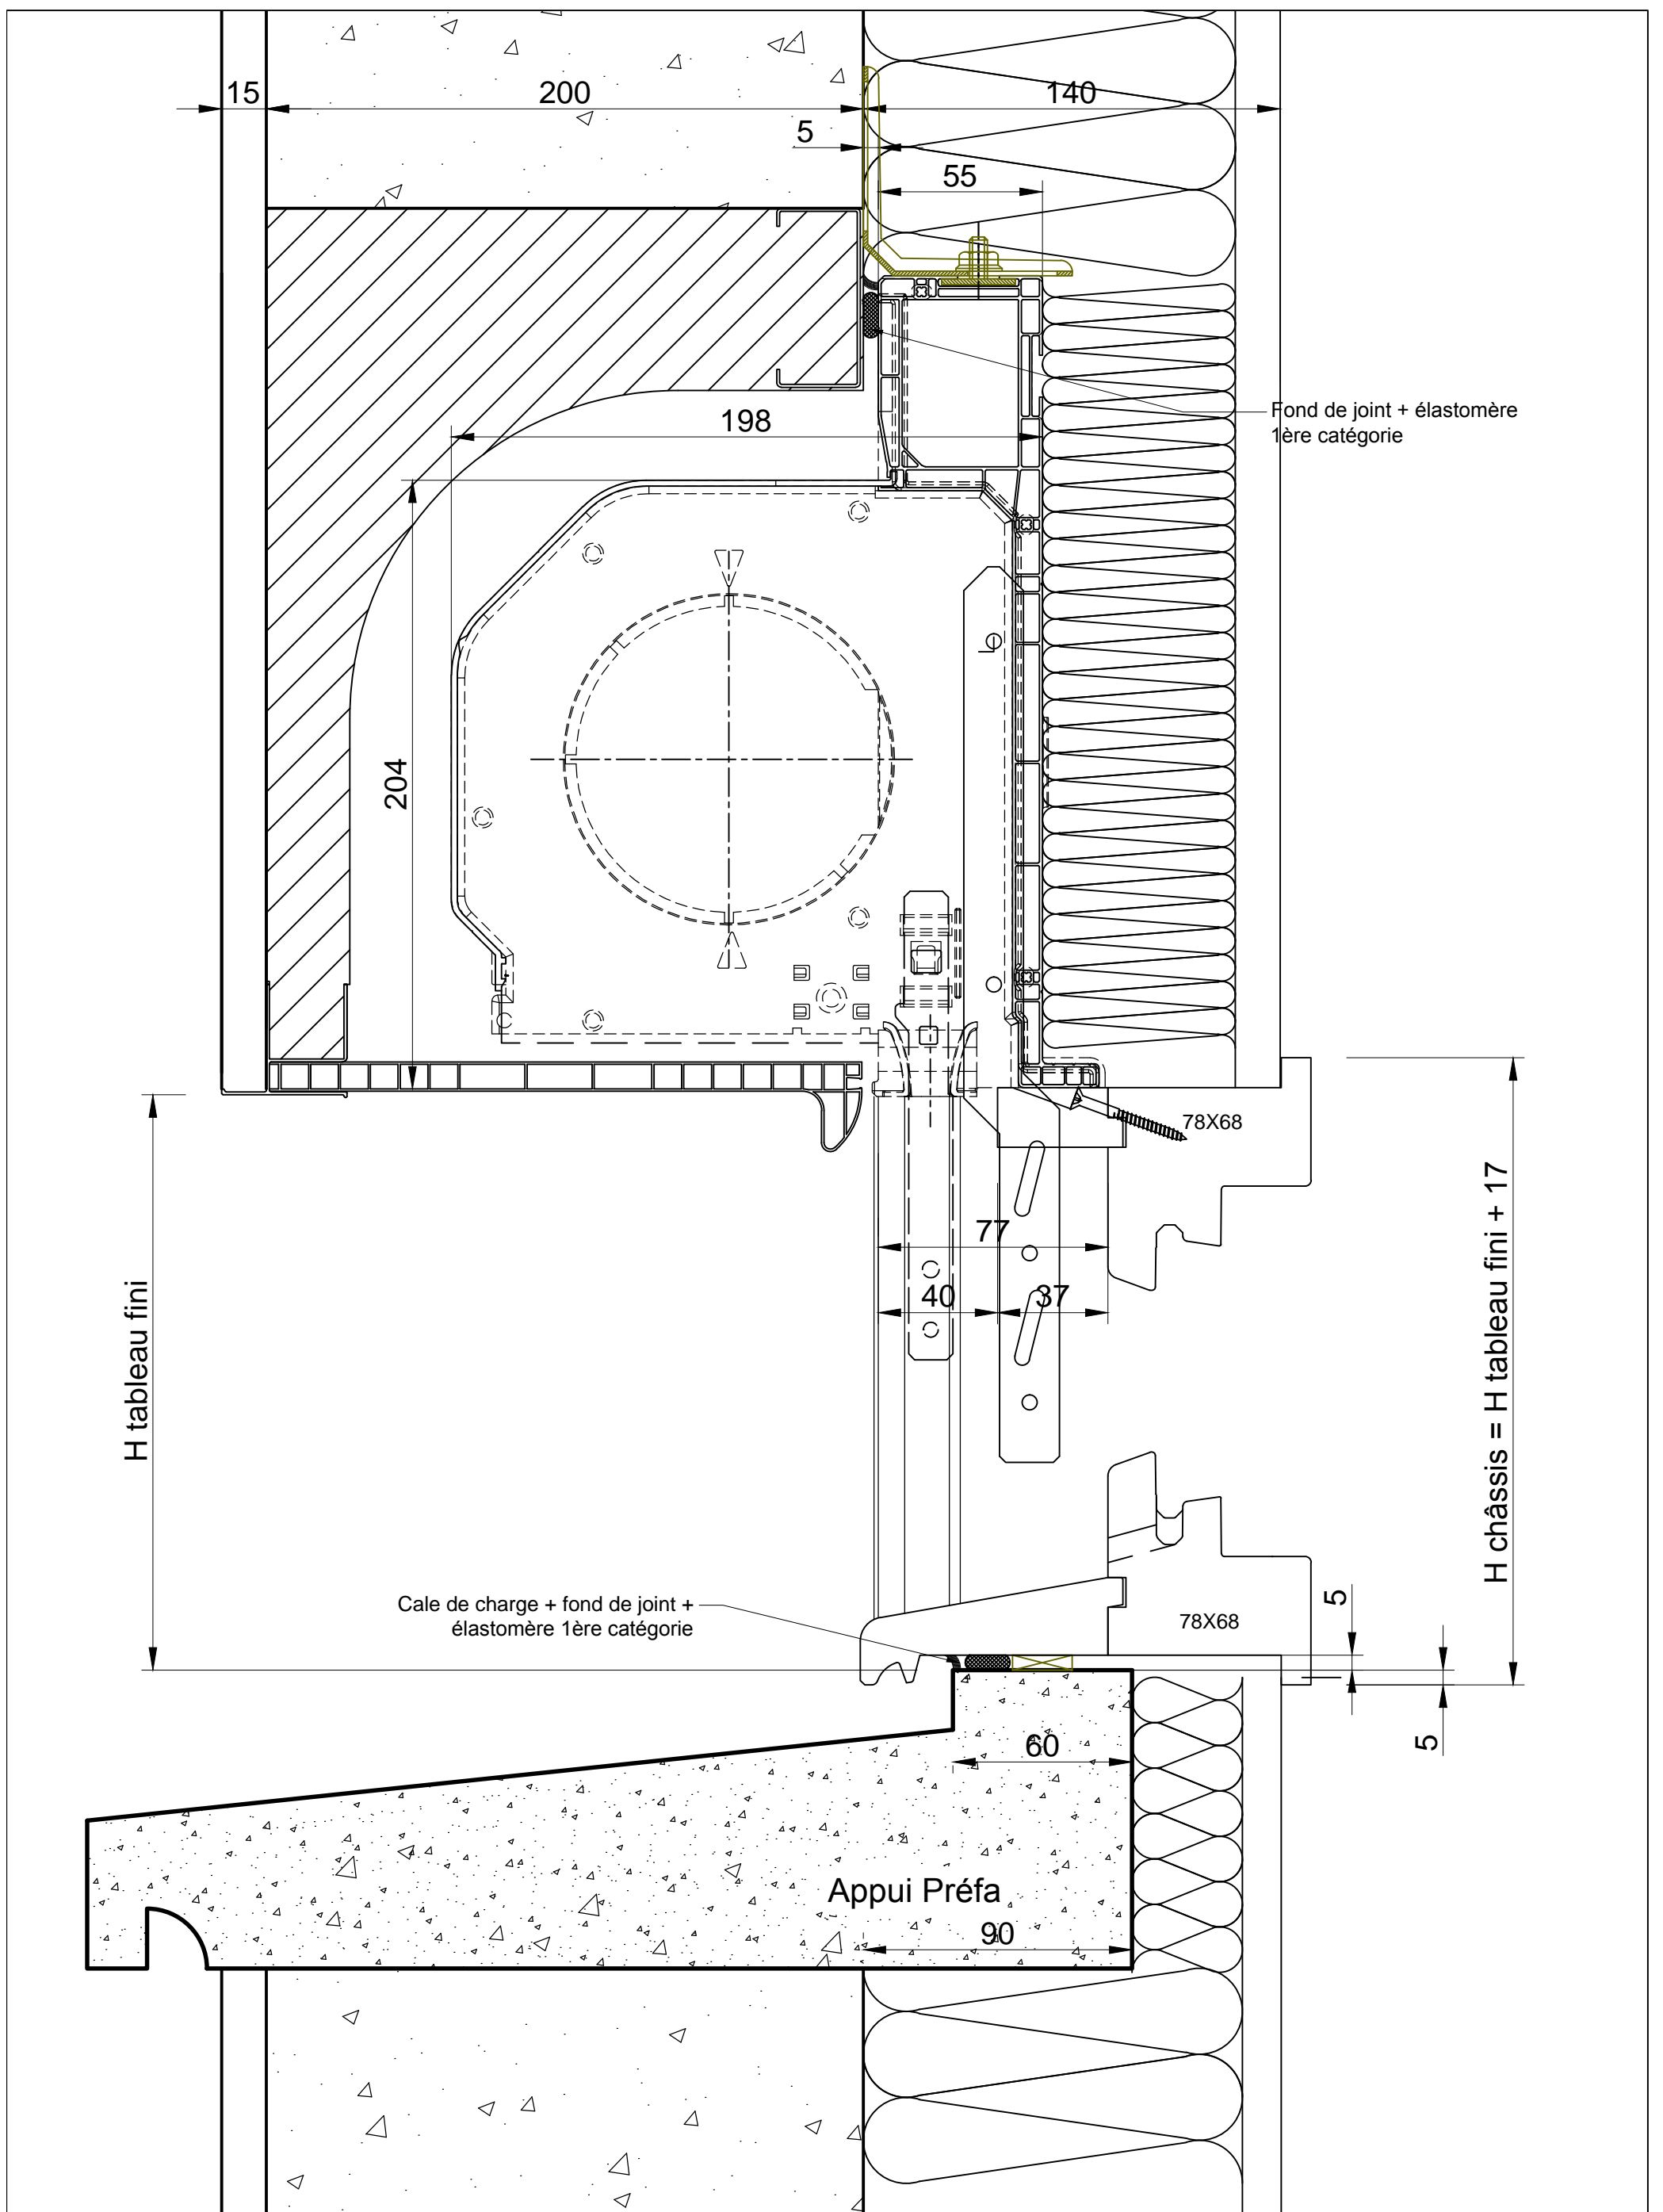 15
200
140
5
55
Fond de joint + élastomère
1ère catégorie
198
204
78X68
77
40
37
H tableau fini
H châssis = H tableau fini + 17
Cale de charge + fond de joint +
élastomère 1ère catégorie
78X68
5
5
60
Appui Préfa
90